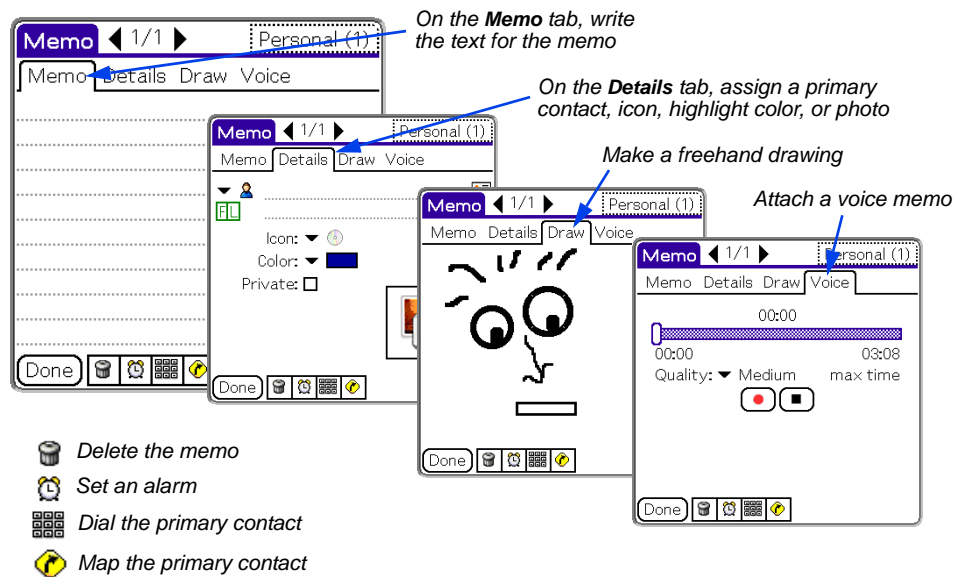 On the Memo tab, write
the text for the memo
Memo 1/1 Personal (1)
Memo Details Draw Voice
Done
On the Details tab, assign a primary
contact, icon, highlight color, or photo
Memo 1/1 Personal (1)
Memo Details Draw Voice
FL
Icon:
Color:
Private:
Done
Make a freehand drawing
Memo 1/1 Personal (1)
Memo Details Draw Voice
Done
Attach a voice memo
Memo 1/1 Personal (1)
Memo Details Draw Voice
00:00
00:00 03:08
Quality: Medium max time
Done
Delete the memo
Set an alarm
Dial the primary contact
Map the primary contact